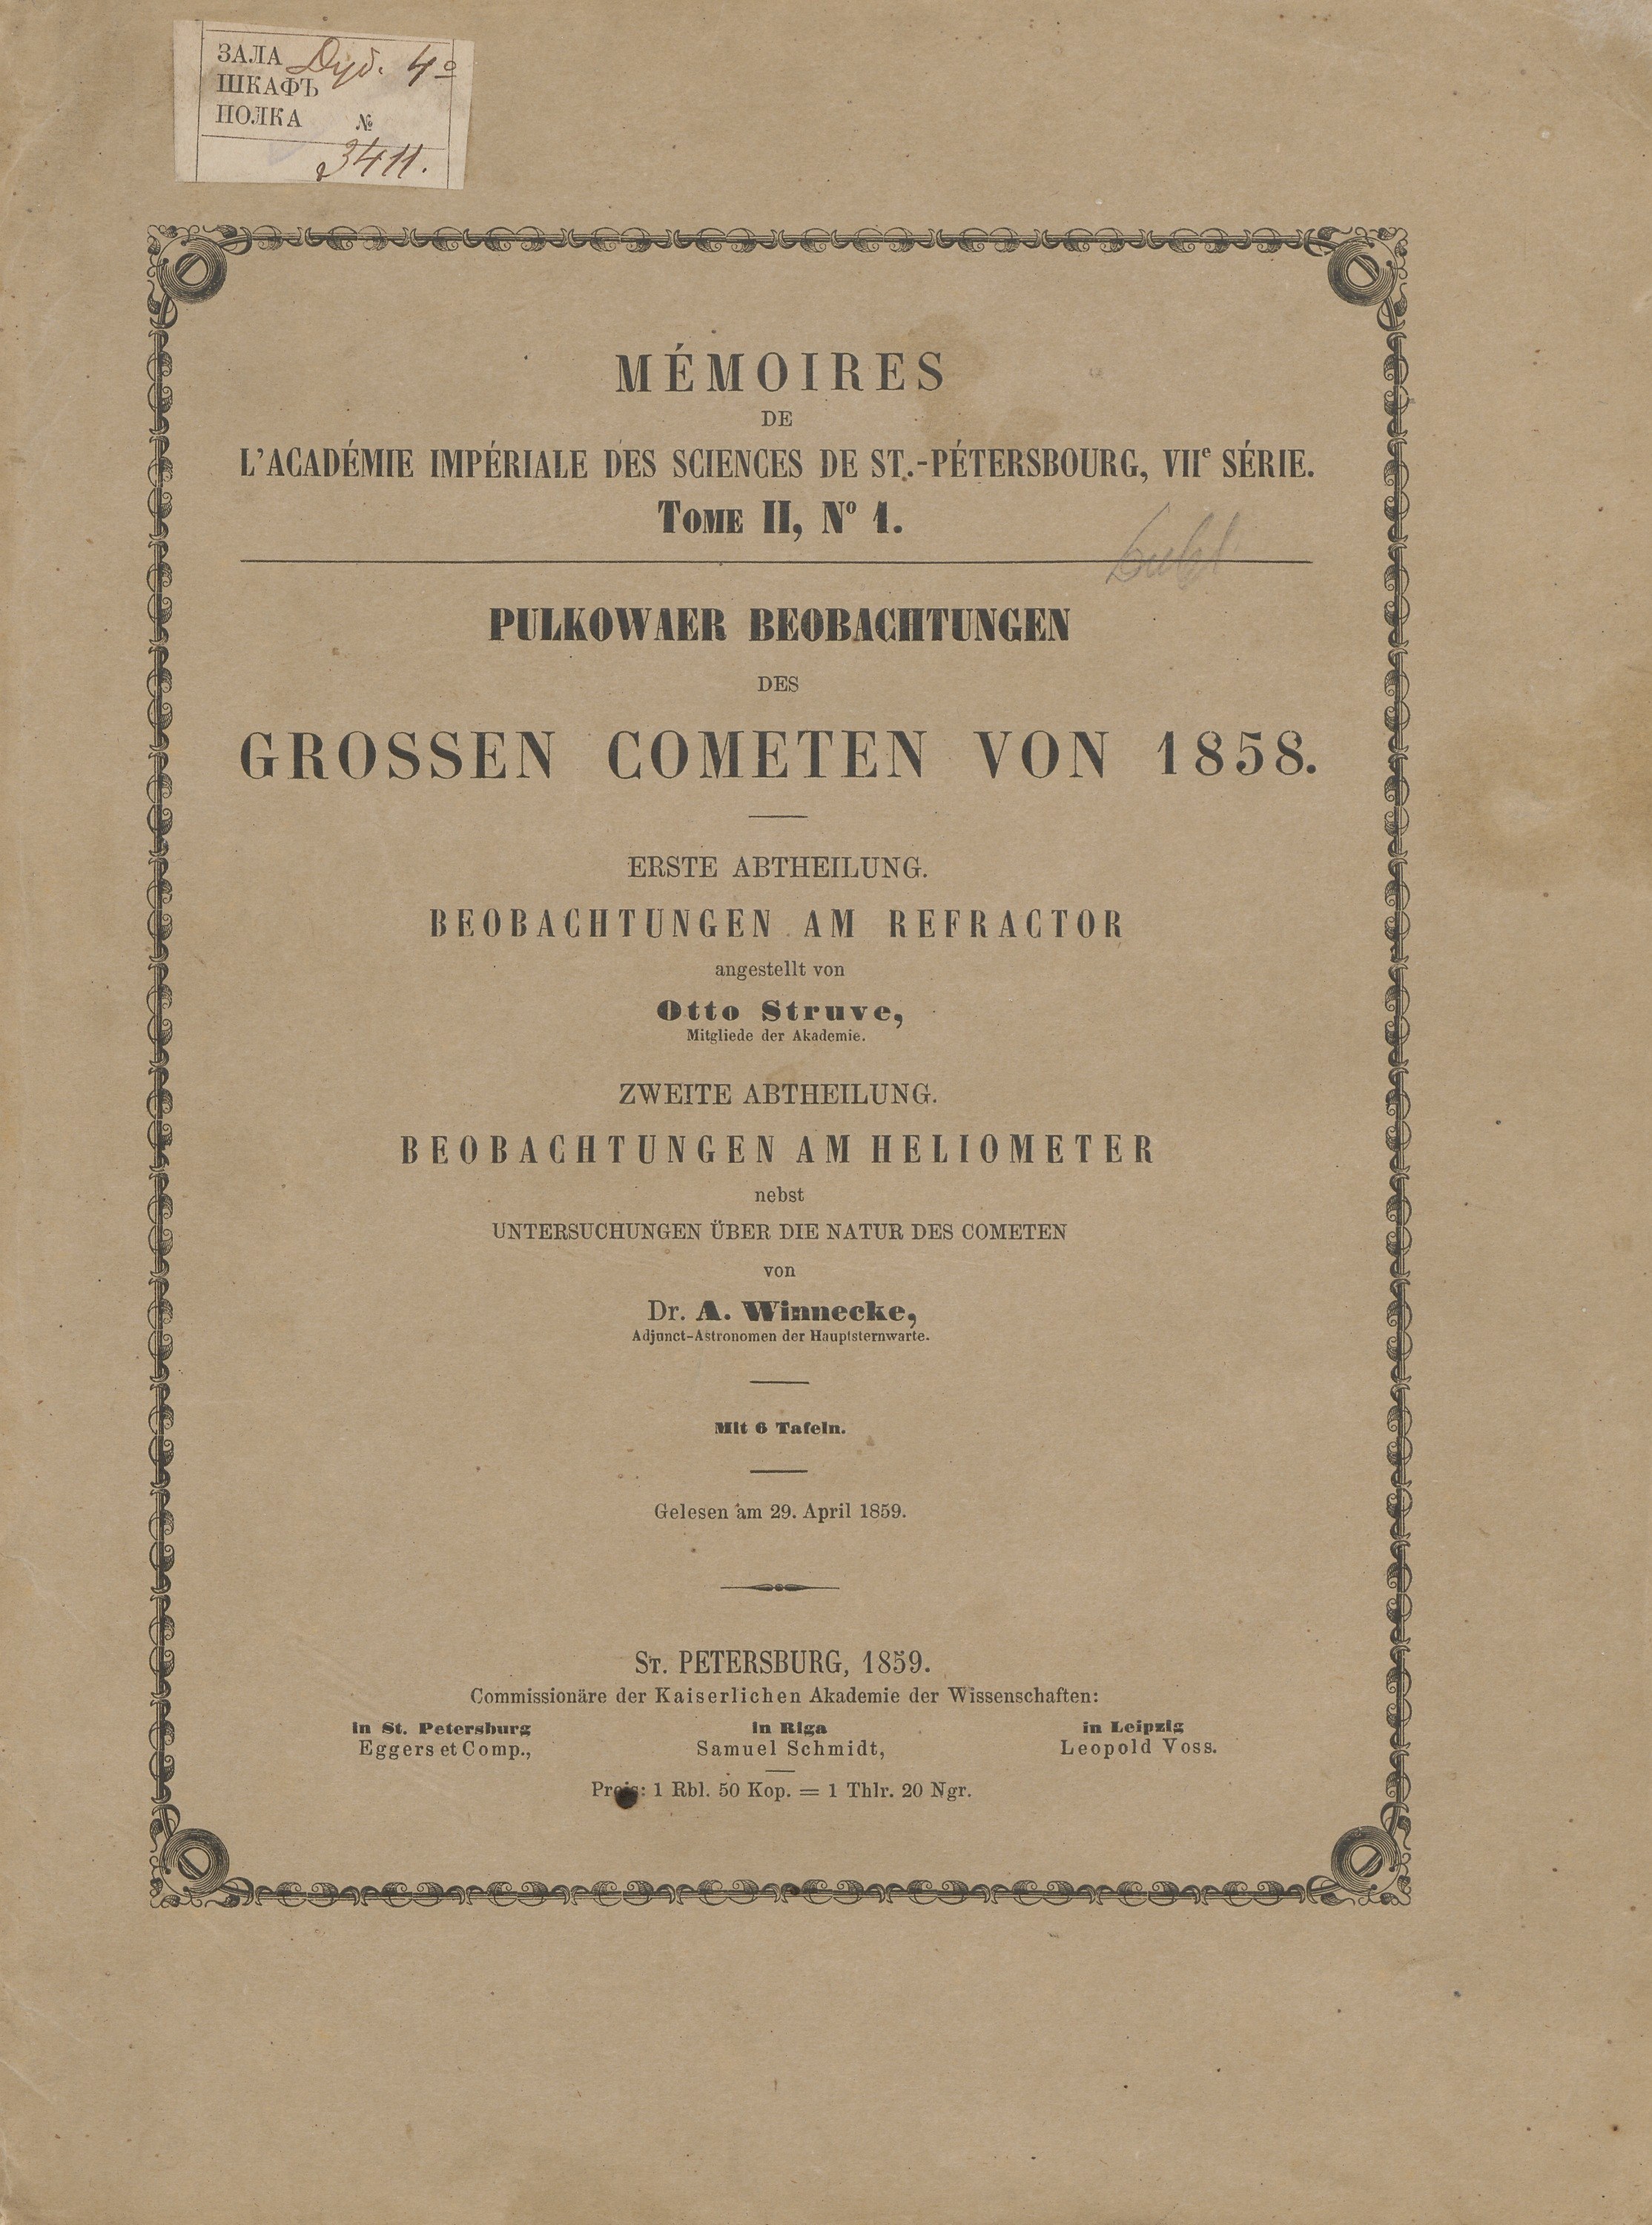 ЗАЛА Дуб. 4º
ШКАФЪ
ПОЛКА №
3411.
MÉMOIRES
DE
L'ACADÉMIE IMPÉRIALE DES SCIENCES DE ST.-PÉTERSBOURG, VIIᵉ SÉRIE.
TOME II, Nº 1.
PULKOWAER BEOBACHTUNGEN
DES
GROSSEN COMETEN VON 1858.
ERSTE ABTHEILUNG.
BEOBACHTUNGEN AM REFRACTOR
angestellt von
Otto Struve,
Mitgliede der Akademie.
ZWEITE ABTHEILUNG.
BEOBACHTUNGEN AM HELIOMETER
nebst
UNTERSUCHUNGEN ÜBER DIE NATUR DES COMETEN
von
Dr. A. Winnecke,
Adjunct-Astronomen der Hauptsternwarte.
Mit 6 Tafeln.
Gelesen am 29. April 1859.
ST. PETERSBURG, 1859.
Commissionäre der Kaiserlichen Akademie der Wissenschaften:
in St. Petersburg in Riga in Leipzig
Eggers et Comp., Samuel Schmidt, Leopold Voss.
Preis: 1 Rbl. 50 Kop. = 1 Thlr. 20 Ngr.